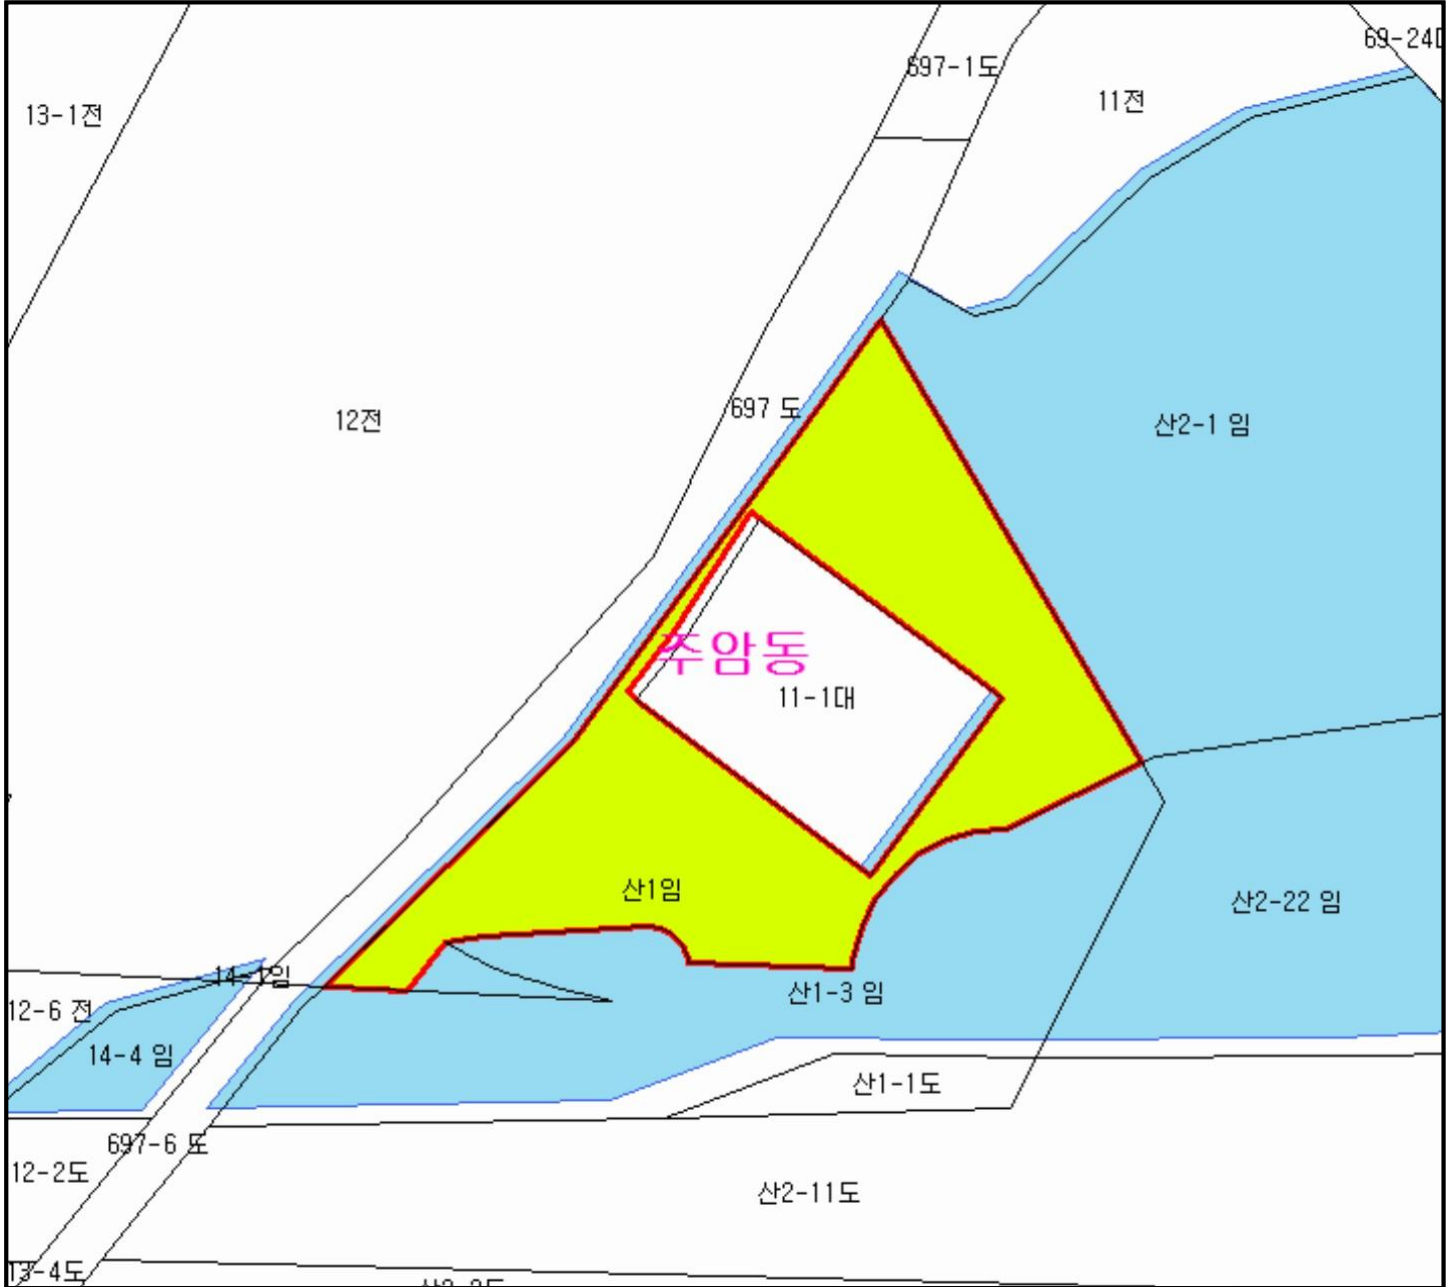 69-24
697-1도
11전
13-1전
697 도
12전
산2-1 임
주암동
11-1대
산1임
산2-22 임
14-1임
산1-3 임
12-6 전
14-4 임
산1-1도
697-6 도
12-2도
산2-11도
13-4도